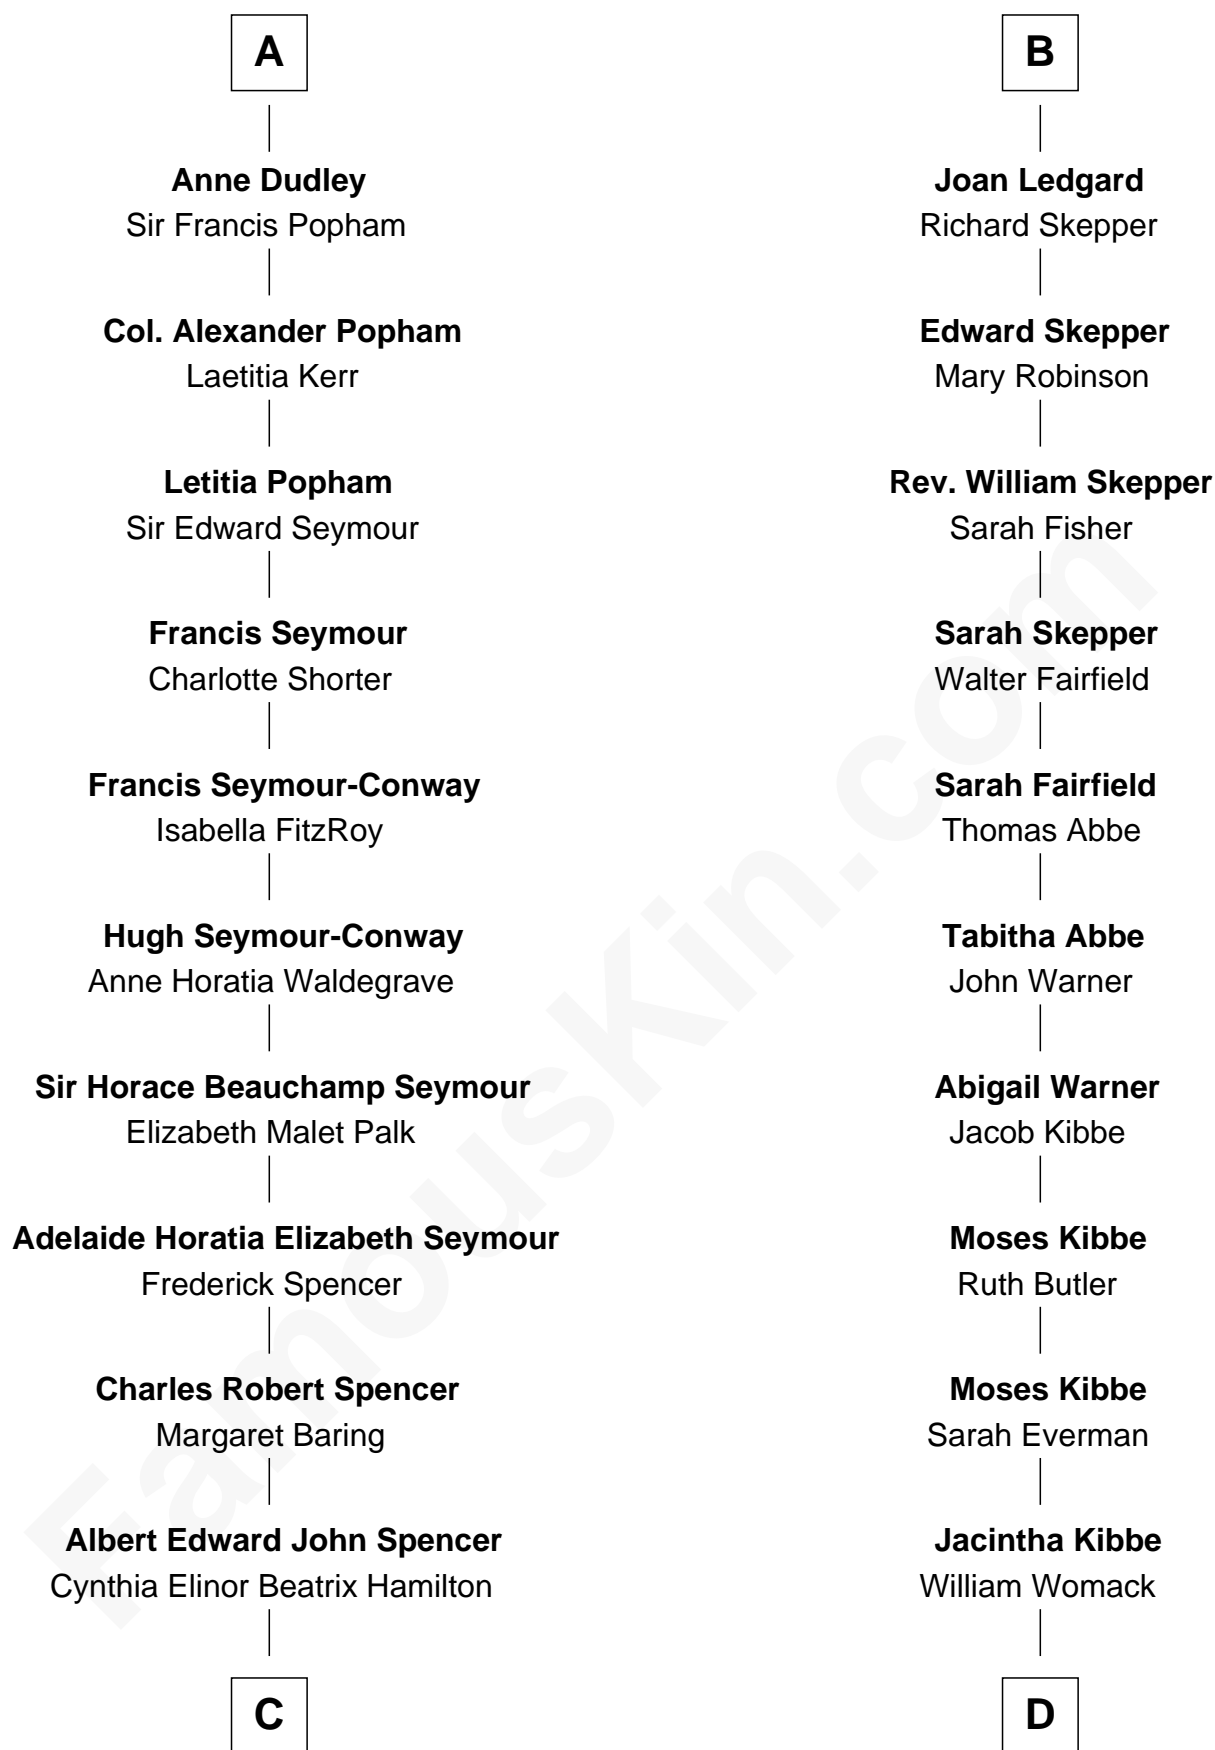 A
Anne Dudley
Sir Francis Popham
Col. Alexander Popham
Laetitia Kerr
Letitia Popham
Sir Edward Seymour
Francis Seymour
Charlotte Shorter
Francis Seymour-Conway
Isabella FitzRoy
Hugh Seymour-Conway
Anne Horatia Waldegrave
Sir Horace Beauchamp Seymour
Elizabeth Malet Palk
Adelaide Horatia Elizabeth Seymour
Frederick Spencer
Charles Robert Spencer
Margaret Baring
Albert Edward John Spencer
Cynthia Elinor Beatrix Hamilton
C
B
Joan Ledgard
Richard Skepper
Edward Skepper
Mary Robinson
Rev. William Skepper
Sarah Fisher
Sarah Skepper
Walter Fairfield
Sarah Fairfield
Thomas Abbe
Tabitha Abbe
John Warner
Abigail Warner
Jacob Kibbe
Moses Kibbe
Ruth Butler
Moses Kibbe
Sarah Everman
Jacintha Kibbe
William Womack
D
FamousKin.com